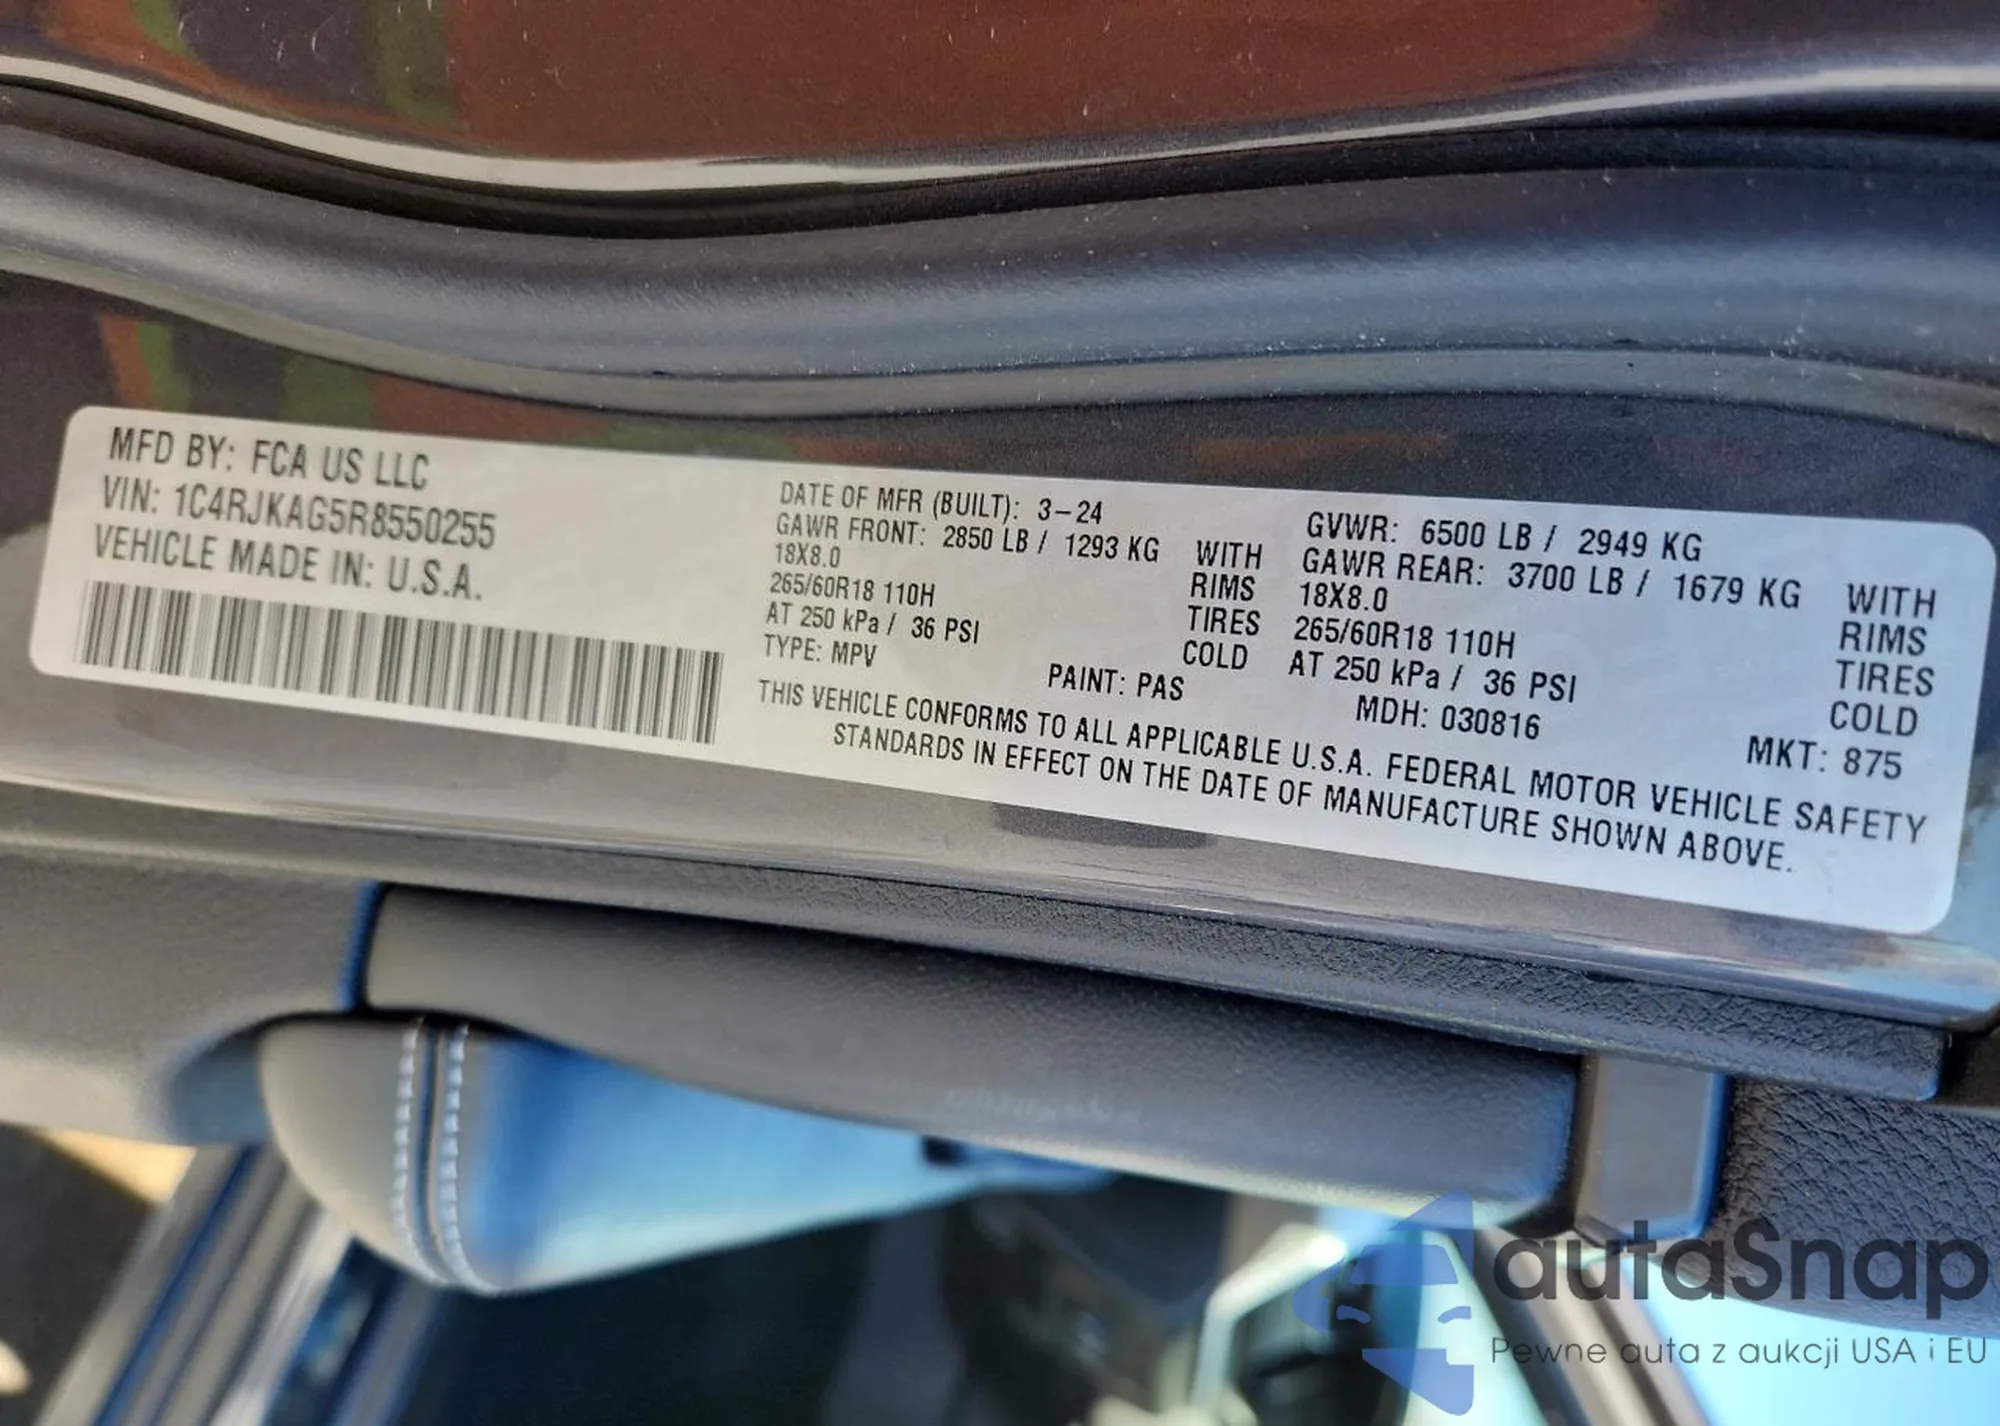 MFD BY: FCA US LLC
VIN: 1C4RJKAG5R8550255
VEHICLE MADE IN: U.S.A.
DATE OF MFR (BUILT): 3-24
GAWR FRONT: 2850 LB / 1293 KG WITH
18X8.0 RIMS
265/60R18 110H TIRES
AT 250 kPa / 36 PSI COLD
TYPE: MPV
PAINT: PAS
GVWR: 6500 LB / 2949 KG
GAWR REAR: 3700 LB / 1679 KG WITH
18X8.0 RIMS
265/60R18 110H TIRES
AT 250 kPa / 36 PSI COLD
MDH: 030816
MKT: 875
THIS VEHICLE CONFORMS TO ALL APPLICABLE U.S.A. FEDERAL MOTOR VEHICLE SAFETY
STANDARDS IN EFFECT ON THE DATE OF MANUFACTURE SHOWN ABOVE.
autaSnap
Pewne auta z aukcji USA i EU